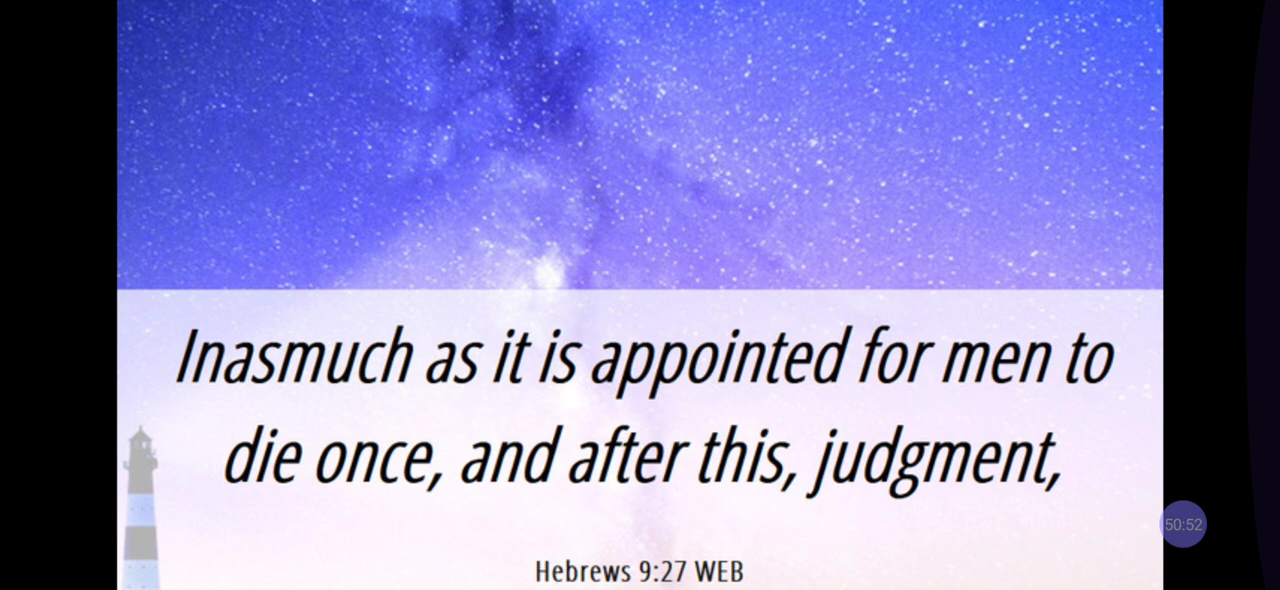 Inasmuch as it is appointed for men to
die once, and after this, judgment,
50:52
Hebrews 9:27 WEB